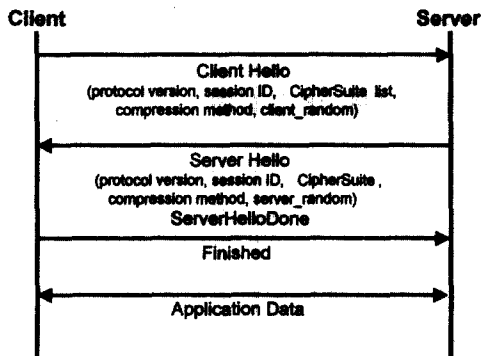 Client Server
Client Hello
(protocol version, session ID, CipherSuite list,
compression method, client_random)
Server Hello
(protocol version, session ID, CipherSuite ,
compression method, server_random)
ServerHelloDone
Finished
Application Data